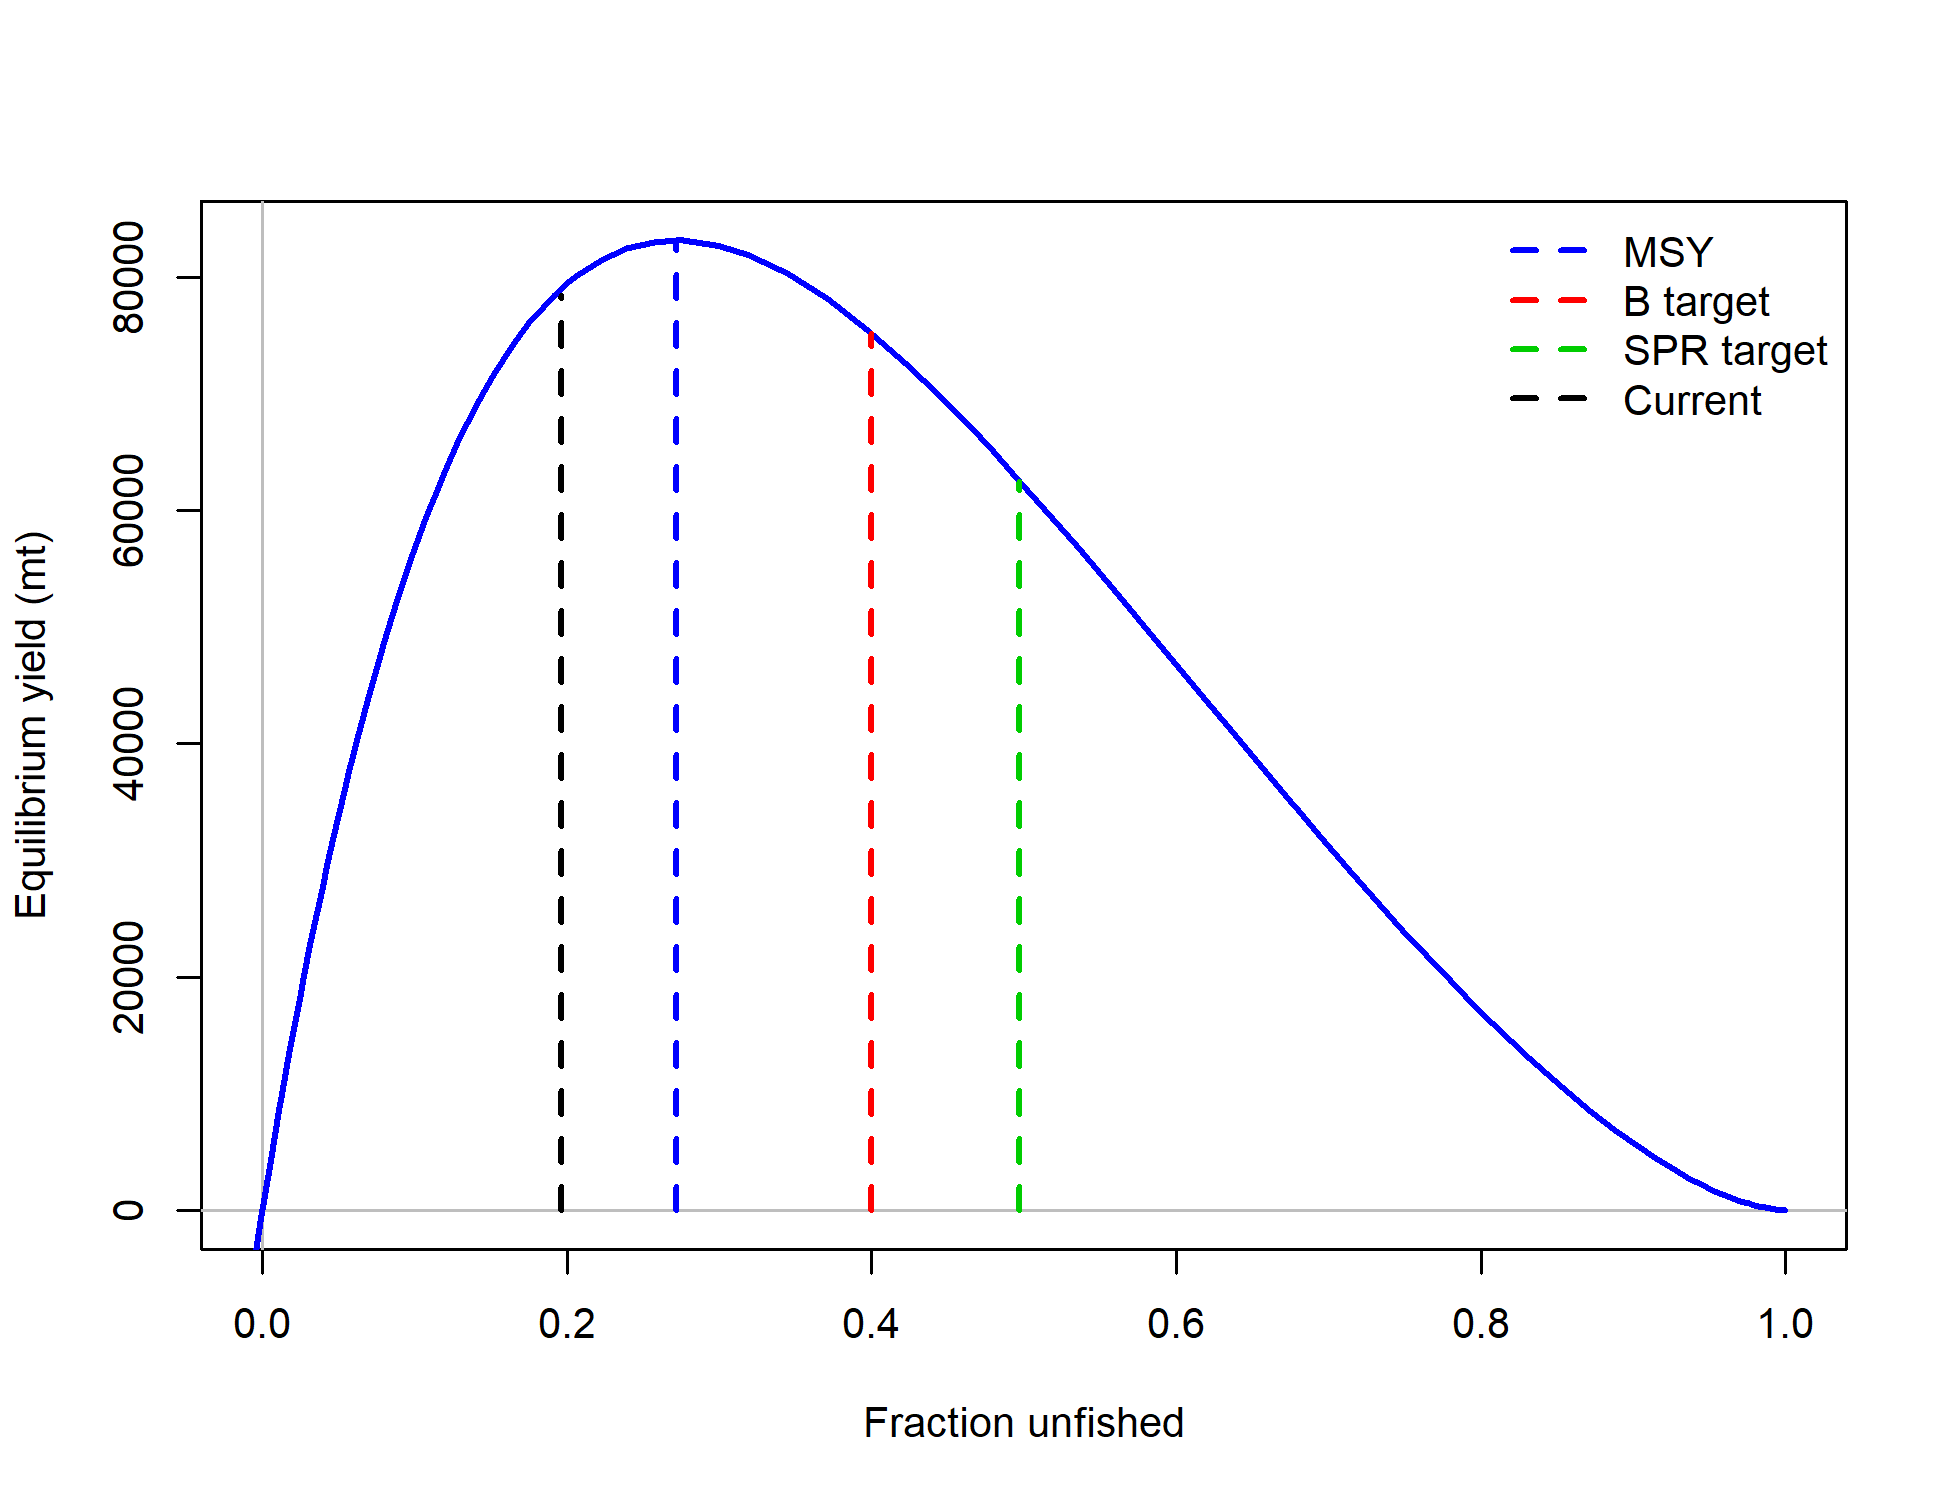 MSY
B target
SPR target
Current
80000
60000
40000
20000
0
Equilibrium yield (mt)
0.0 0.2 0.4 0.6 0.8 1.0
Fraction unfished